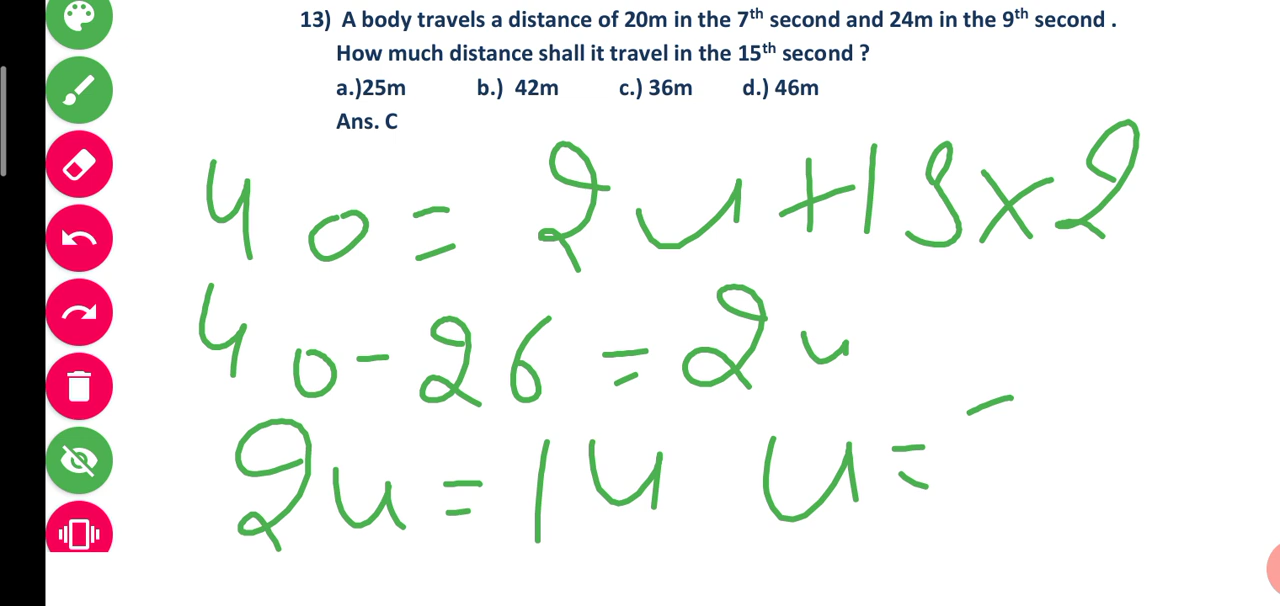 13) A body travels a distance of 20m in the 7th second and 24m in the 9th second .
How much distance shall it travel in the 15th second ?
a.)25m b.) 42m c.) 36m d.) 46m
Ans. C
40 = 2u+13x2
40-26=2u
2u=14 u=